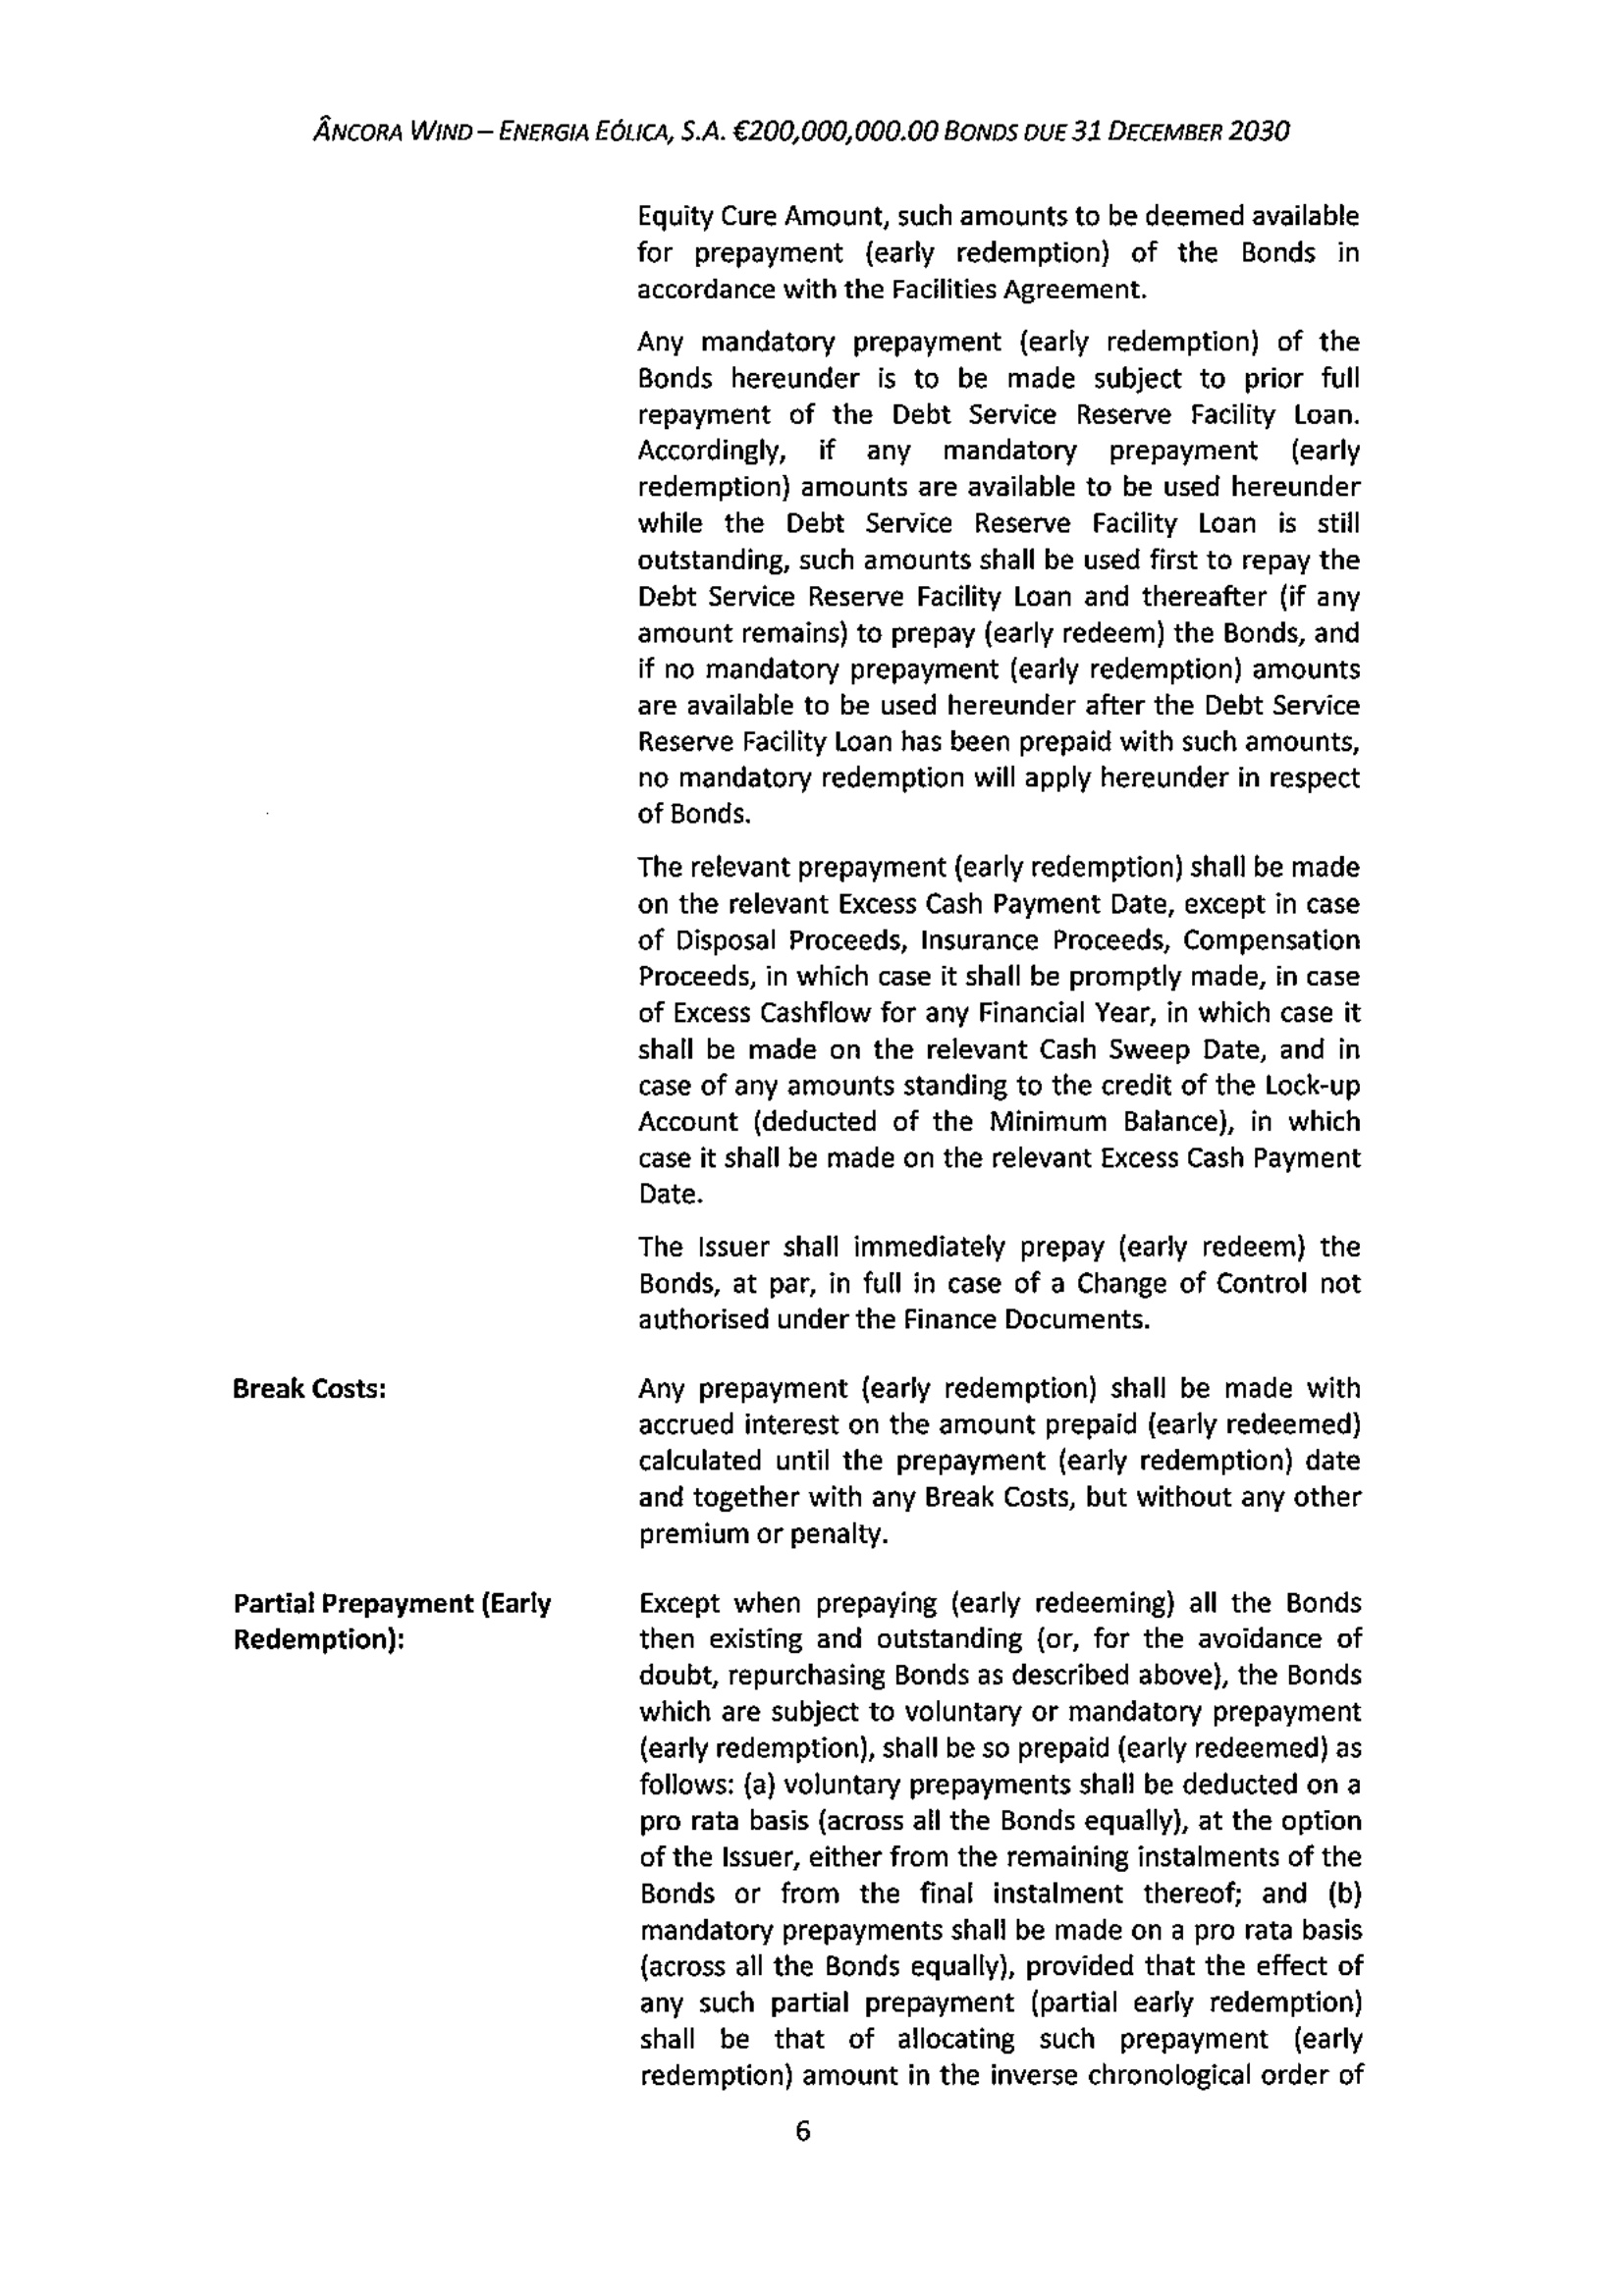 ÂNCORA WIND – ENERGIA EÓLICA, S.A. €200,000,000.00 BONDS DUE 31 DECEMBER 2030
Equity Cure Amount, such amounts to be deemed available
for prepayment (early redemption) of the Bonds in
accordance with the Facilities Agreement.
Any mandatory prepayment (early redemption) of the
Bonds hereunder is to be made subject to prior full
repayment of the Debt Service Reserve Facility Loan.
Accordingly, if any mandatory prepayment (early
redemption) amounts are available to be used hereunder
while the Debt Service Reserve Facility Loan is still
outstanding, such amounts shall be used first to repay the
Debt Service Reserve Facility Loan and thereafter (if any
amount remains) to prepay (early redeem) the Bonds, and
if no mandatory prepayment (early redemption) amounts
are available to be used hereunder after the Debt Service
Reserve Facility Loan has been prepaid with such amounts,
no mandatory redemption will apply hereunder in respect
of Bonds.
The relevant prepayment (early redemption) shall be made
on the relevant Excess Cash Payment Date, except in case
of Disposal Proceeds, Insurance Proceeds, Compensation
Proceeds, in which case it shall be promptly made, in case
of Excess Cashflow for any Financial Year, in which case it
shall be made on the relevant Cash Sweep Date, and in
case of any amounts standing to the credit of the Lock-up
Account (deducted of the Minimum Balance), in which
case it shall be made on the relevant Excess Cash Payment
Date.
The Issuer shall immediately prepay (early redeem) the
Bonds, at par, in full in case of a Change of Control not
authorised under the Finance Documents.
Break Costs:
Any prepayment (early redemption) shall be made with
accrued interest on the amount prepaid (early redeemed)
calculated until the prepayment (early redemption) date
and together with any Break Costs, but without any other
premium or penalty.
Partial Prepayment (Early
Redemption):
Except when prepaying (early redeeming) all the Bonds
then existing and outstanding (or, for the avoidance of
doubt, repurchasing Bonds as described above), the Bonds
which are subject to voluntary or mandatory prepayment
(early redemption), shall be so prepaid (early redeemed) as
follows: (a) voluntary prepayments shall be deducted on a
pro rata basis (across all the Bonds equally), at the option
of the Issuer, either from the remaining instalments of the
Bonds or from the final instalment thereof; and (b)
mandatory prepayments shall be made on a pro rata basis
(across all the Bonds equally), provided that the effect of
any such partial prepayment (partial early redemption)
shall be that of allocating such prepayment (early
redemption) amount in the inverse chronological order of
6